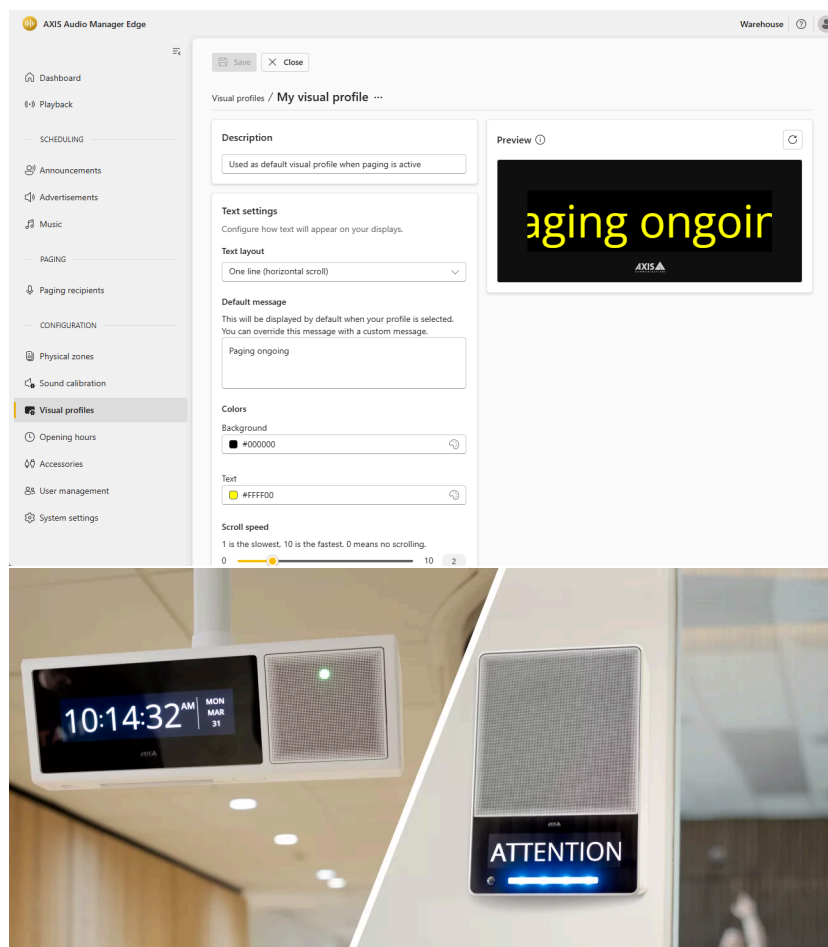 AXIS Audio Manager Edge
Warehouse
Dashboard
Playback
SCHEDULING
Announcements
Advertisements
Music
PAGING
Paging recipients
CONFIGURATION
Physical zones
Sound calibration
Visual profiles
Opening hours
Accessories
User management
System settings
Save
Close
Visual profiles / My visual profile ...
Description
Used as default visual profile when paging is active
Text settings
Configure how text will appear on your displays.
Text layout
One line (horizontal scroll)
Default message
This will be displayed by default when your profile is selected.
You can override this message with a custom message.
Paging ongoing
Colors
Background
#000000
Text
#FFFF00
Scroll speed
1 is the slowest, 10 is the fastest. 0 means no scrolling.
0
10
2
Preview
aging ongoin
AXIS
10:14:32 AM
MON
MAR
31
AXIS
AXIS
ATTENTION